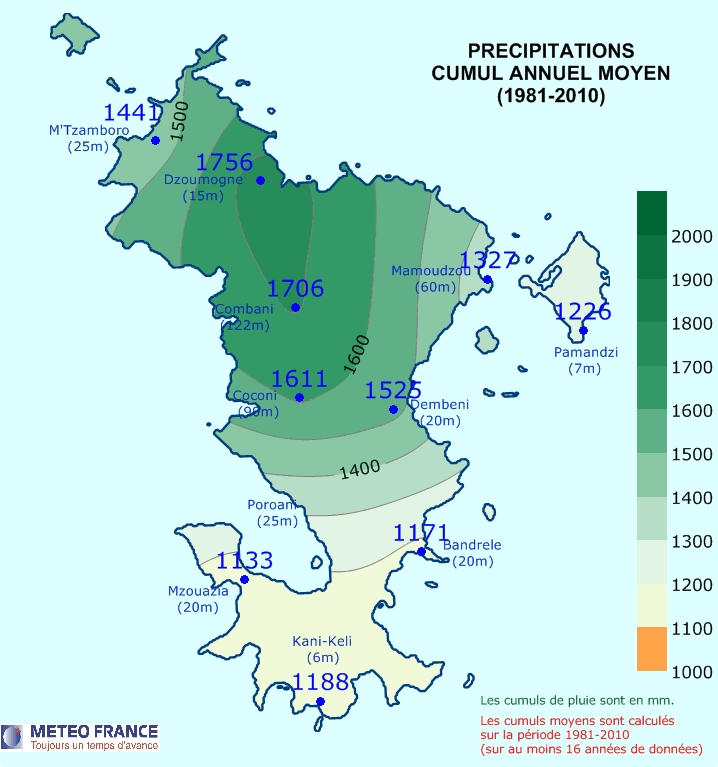 PRECIPITATIONS
CUMUL ANNUEL MOYEN
(1981-2010)
1441
M'Tzamboro
(25m)
1500
1756
Dzoumogne
(15m)
1327
Mamoudzou
(60m)
1706
Combani
(122m)
1226
Pamandzi
(7m)
1600
1611
Coconi
(90m)
1525
Dembeni
(20m)
1400
Poroani
(25m)
1171
Bandrele
(20m)
1133
Mzouazia
(20m)
Kani-Keli
(6m)
1188
2000
1900
1800
1700
1600
1500
1400
1300
1200
1100
1000
Les cumuls de pluie sont en mm.
Les cumuls moyens sont calculés
sur la période 1981-2010
(sur au moins 16 années de données)
METEO FRANCE
Toujours un temps d'avance